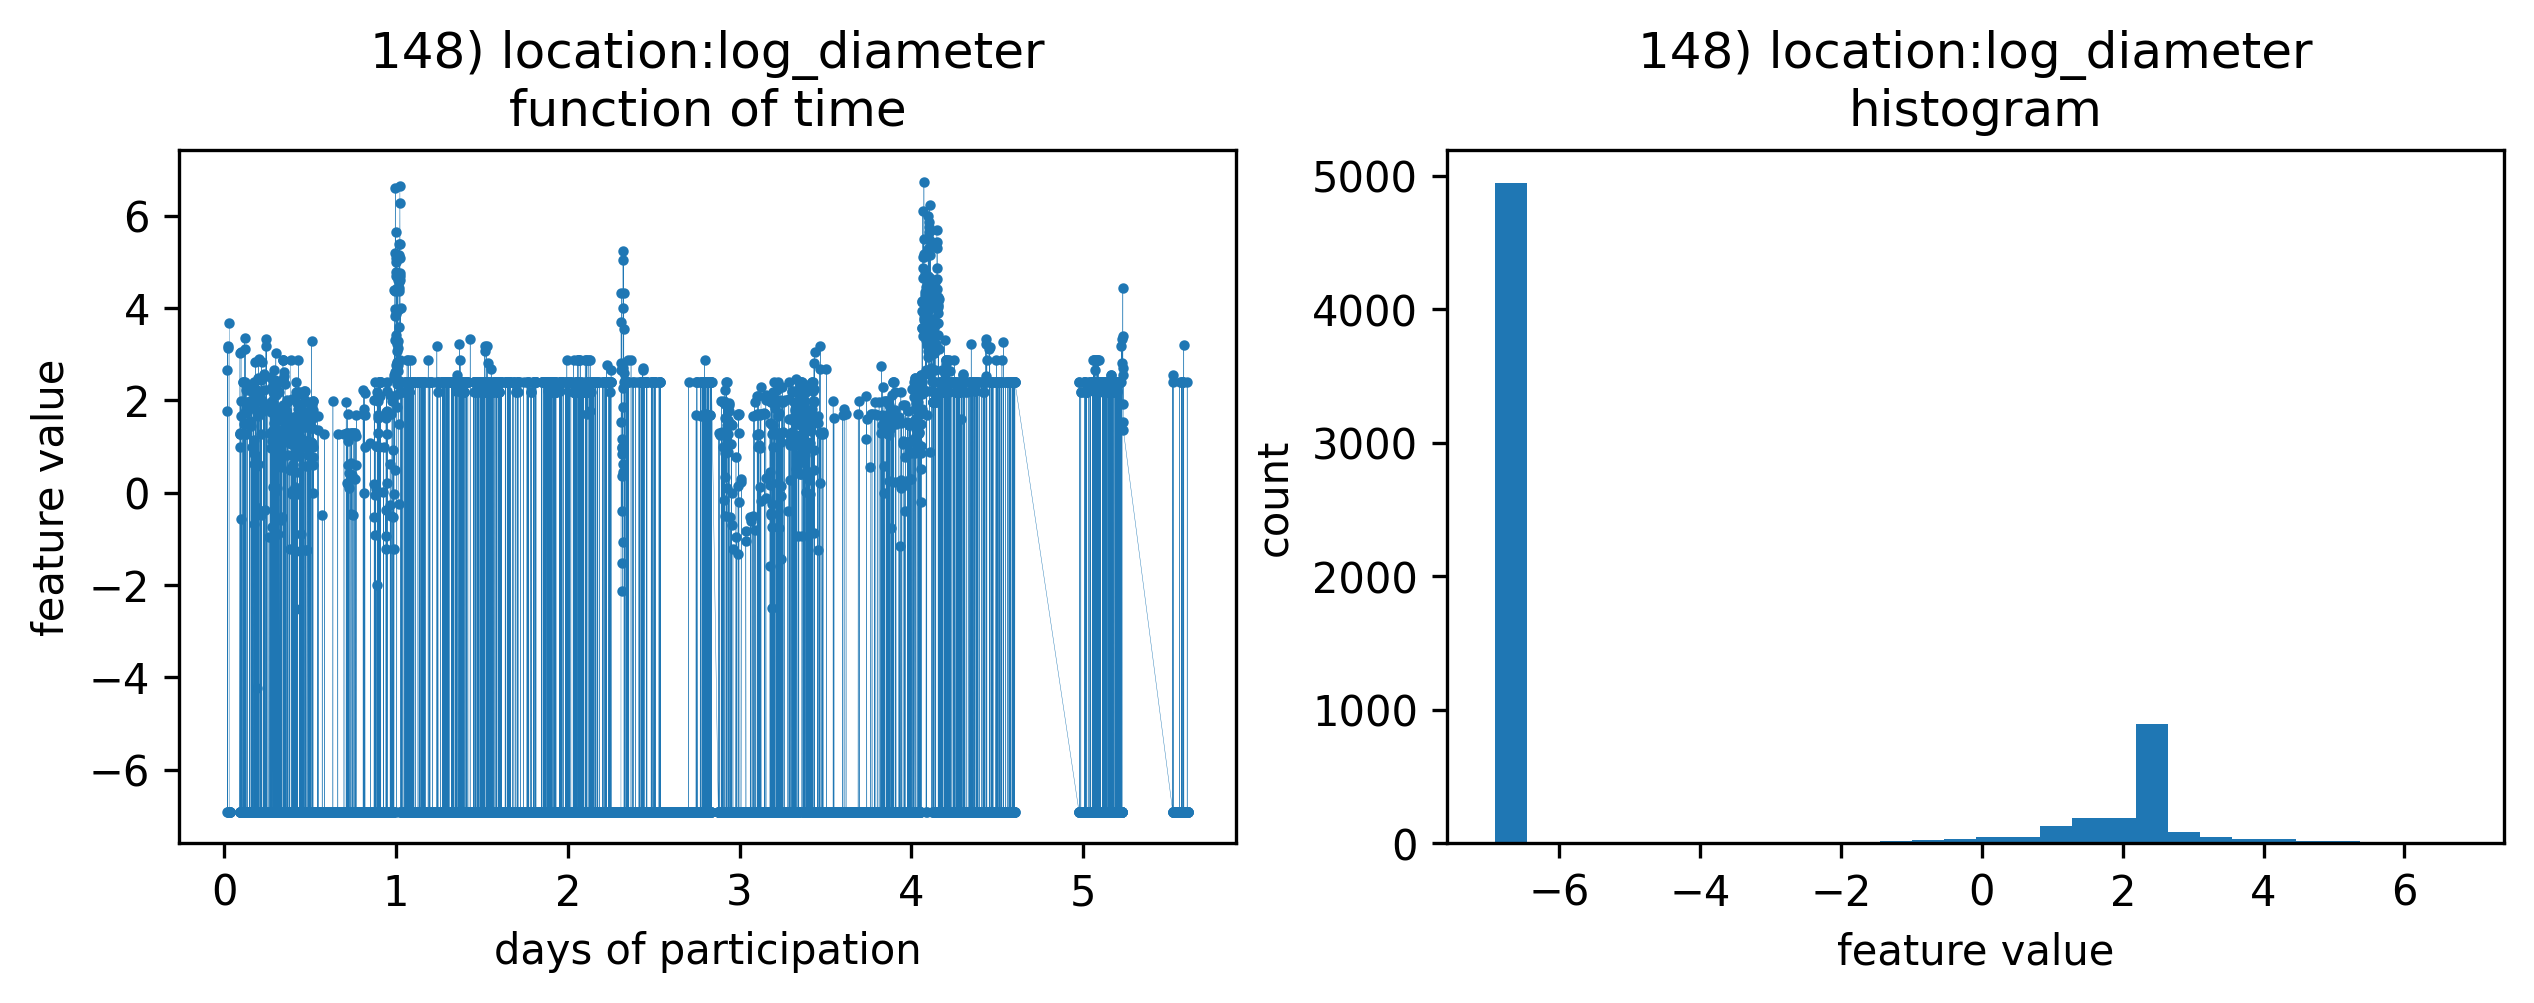 148) location:log_diameter
function of time
feature value
6
4
2
0
−2
−4
−6
0 1 2 3 4 5
days of participation
148) location:log_diameter
histogram
count
5000
4000
3000
2000
1000
0
−6 −4 −2 0 2 4 6
feature value